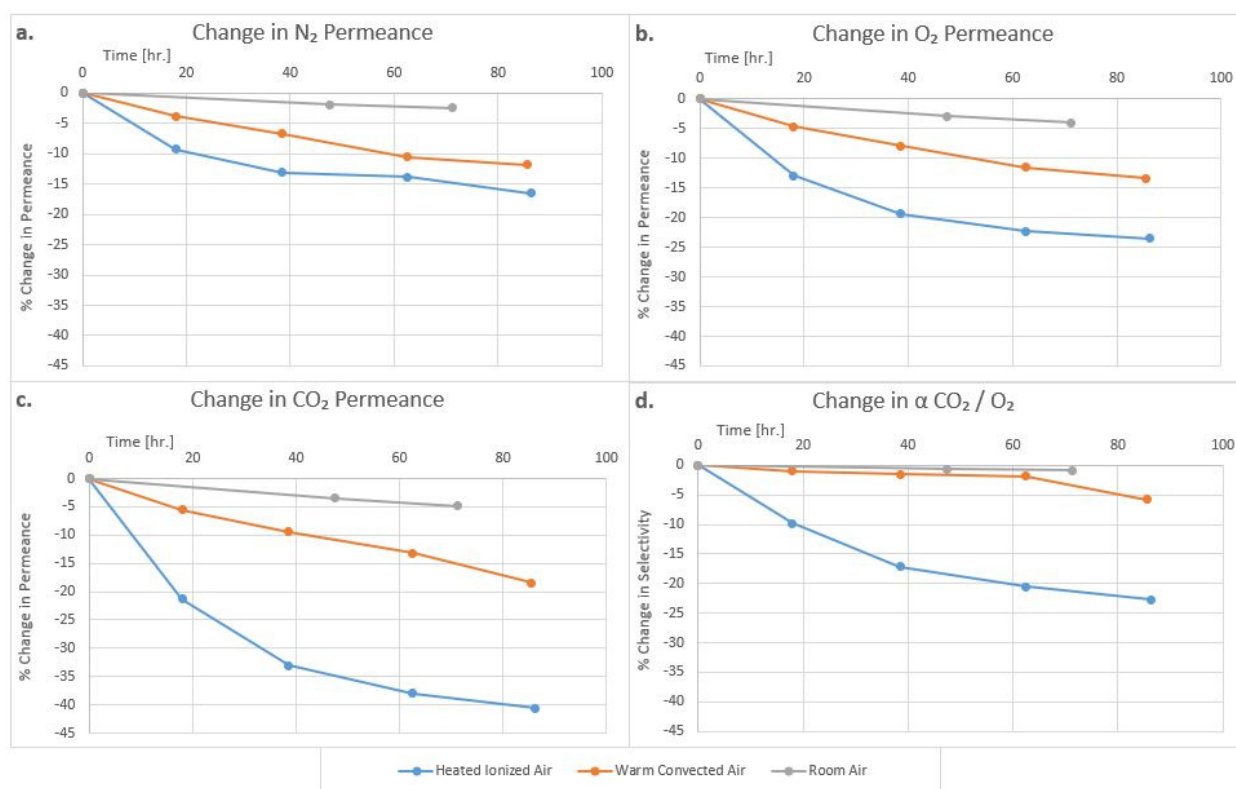 a.
Change in N₂ Permeance
Time [hr.]
0 20 40 60 80 100
0
-5
-10
-15
-20
-25
-30
-35
-40
-45
% Change in Permeance
b.
Change in O₂ Permeance
Time [hr.]
0 20 40 60 80 100
0
-5
-10
-15
-20
-25
-30
-35
-40
-45
% Change in Permeance
c.
Change in CO₂ Permeance
Time [hr.]
0 20 40 60 80 100
0
-5
-10
-15
-20
-25
-30
-35
-40
-45
% Change in Permeance
d.
Change in α CO₂ / O₂
Time [hr.]
0 20 40 60 80 100
0
-5
-10
-15
-20
-25
-30
-35
-40
-45
% Change in Selectivity
Heated Ionized Air Warm Convected Air Room Air